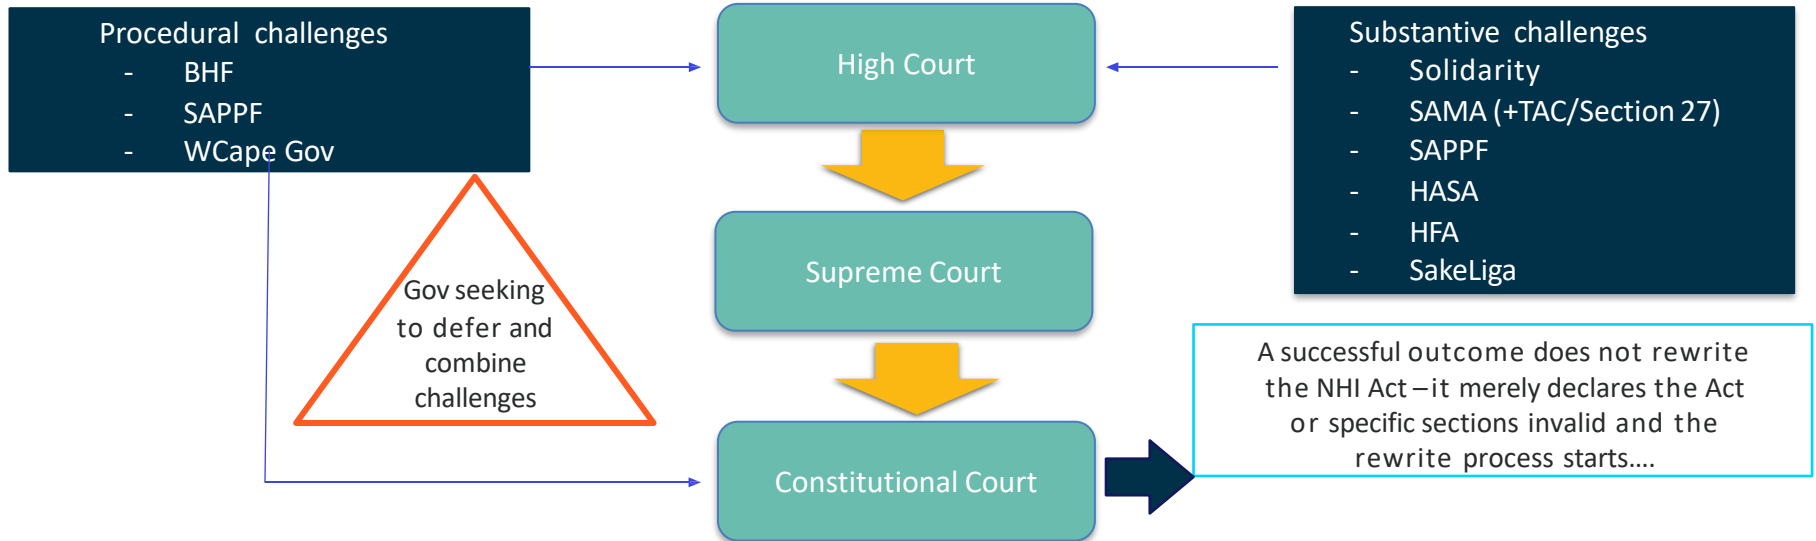 Procedural challenges
- BHF
- SAPPF
- WCape Gov
High Court
Substantive challenges
- Solidarity
- SAMA (+TAC/Section 27)
- SAPPF
- HASA
- HFA
- SakeLiga
Gov seeking
to defer and
combine
challenges
Supreme Court
Constitutional Court
A successful outcome does not rewrite
the NHI Act – it merely declares the Act
or specific sections invalid and the
rewrite process starts....